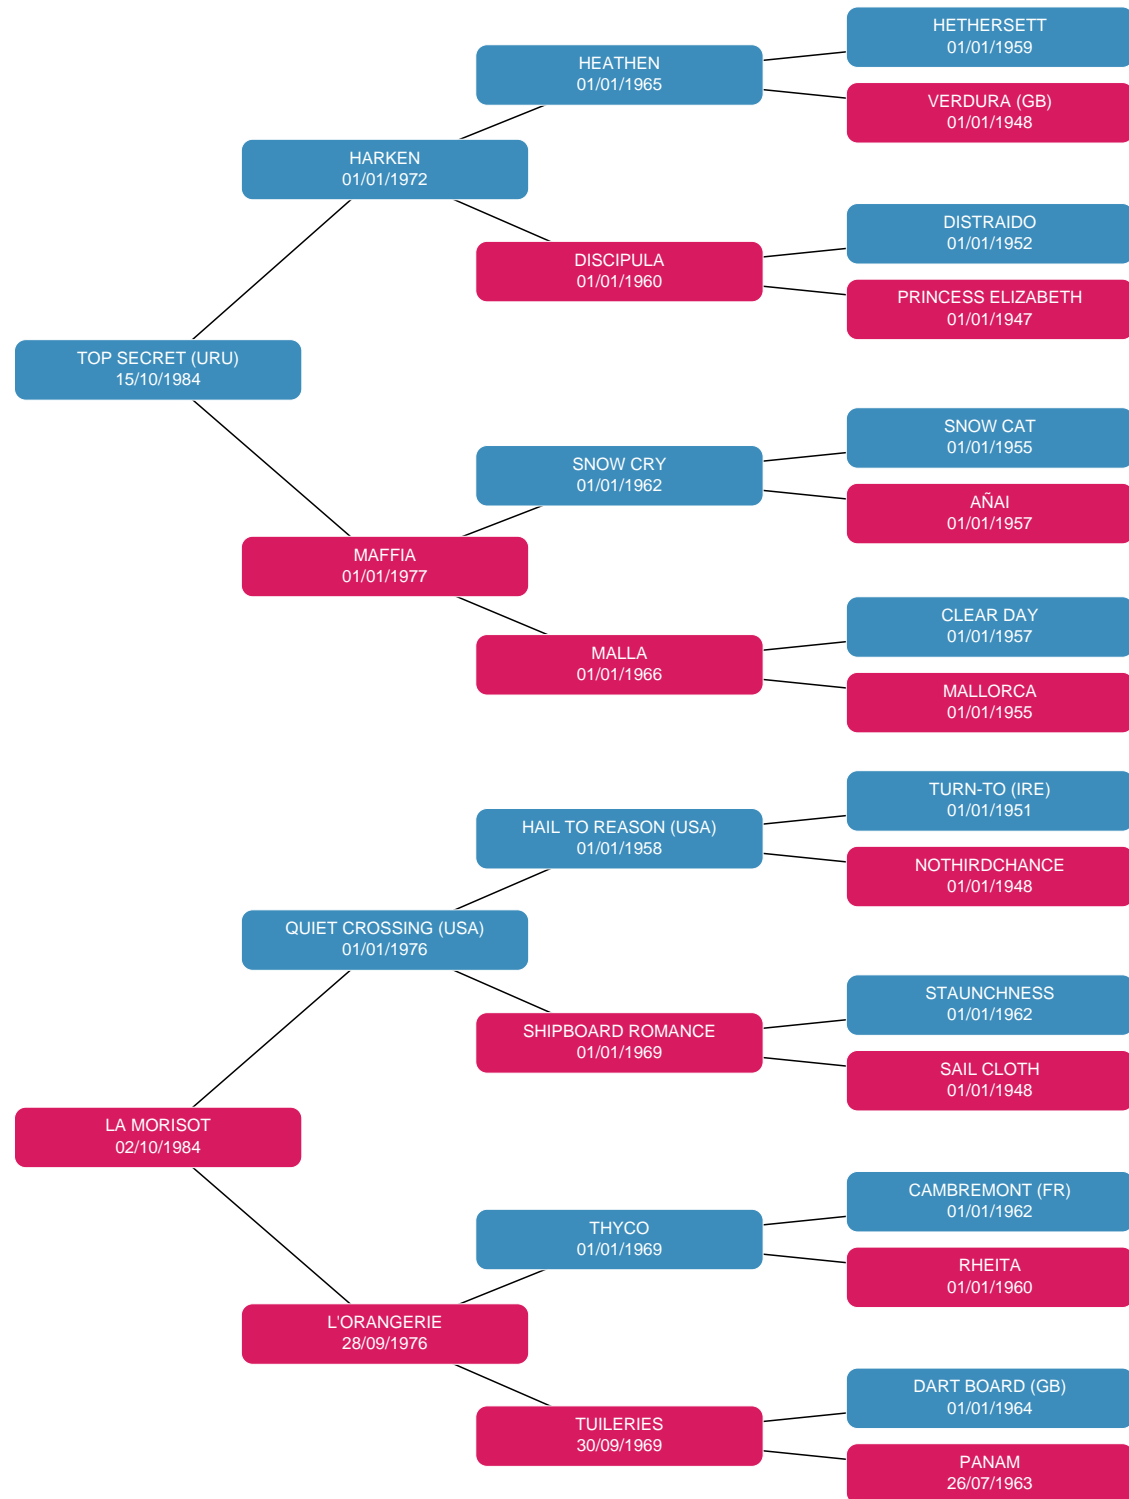 HETHERSETT
01/01/1959
HEATHEN
01/01/1965
VERDURA (GB)
01/01/1948
HARKEN
01/01/1972
DISTRAIDO
01/01/1952
DISCIPULA
01/01/1960
PRINCESS ELIZABETH
01/01/1947
TOP SECRET (URU)
15/10/1984
SNOW CAT
01/01/1955
SNOW CRY
01/01/1962
AÑAI
01/01/1957
MAFFIA
01/01/1977
CLEAR DAY
01/01/1957
MALLA
01/01/1966
MALLORCA
01/01/1955
TURN-TO (IRE)
01/01/1951
HAIL TO REASON (USA)
01/01/1958
NOTHIRDCHANCE
01/01/1948
QUIET CROSSING (USA)
01/01/1976
STAUNCHNESS
01/01/1962
SHIPBOARD ROMANCE
01/01/1969
SAIL CLOTH
01/01/1948
LA MORISOT
02/10/1984
CAMBREMONT (FR)
01/01/1962
THYCO
01/01/1969
RHEITA
01/01/1960
L'ORANGERIE
28/09/1976
DART BOARD (GB)
01/01/1964
TUILERIES
30/09/1969
PANAM
26/07/1963